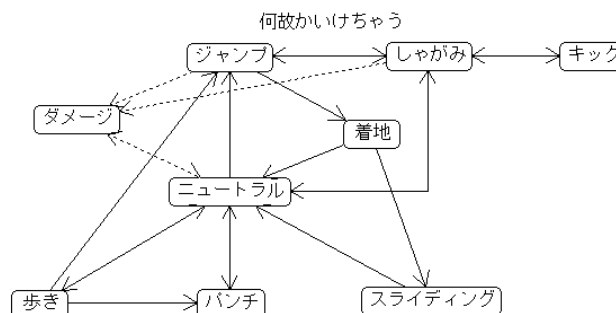 何故かいけちゃう
ジャンプ
しゃがみ
キック
ダメージ
着地
ニュートラル
歩き
パンチ
スライディング